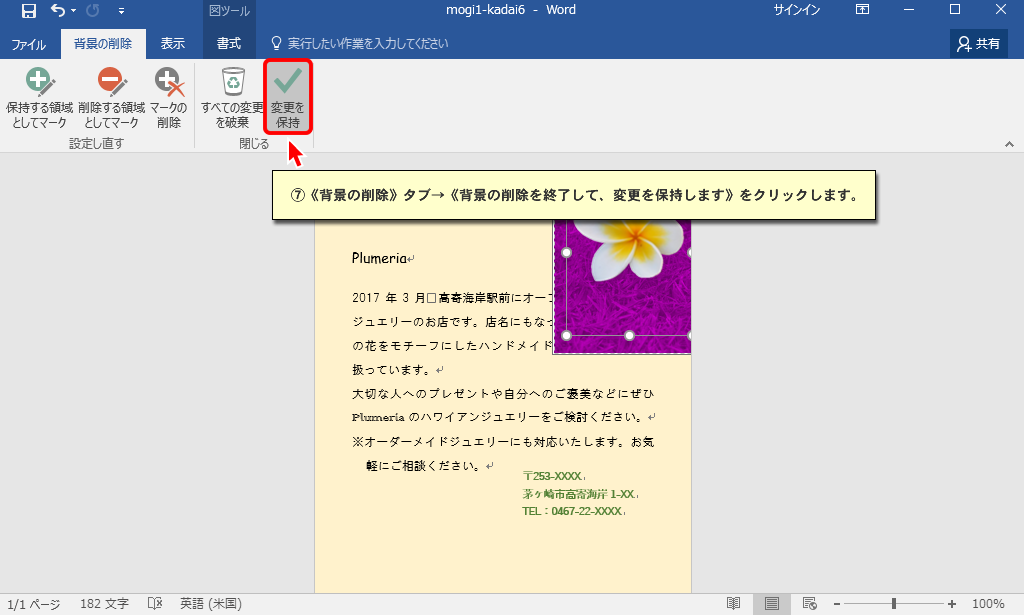 図ツール
mogi1-kadai6 - Word
サインイン
ファイル
背景の削除
表示
書式
実行したい作業を入力してください
共有
保持する領域
としてマーク
削除する領域
としてマーク
マークの
削除
すべての変更
を破棄
変更を
保持
設定し直す
閉じる
⑦《背景の削除》タブ→《背景の削除を終了して、変更を保持します》をクリックします。
Plumeria
2017 年 3 月□高寄海岸駅前にオープ
ジュエリーのお店です。店名にもなっ
の花をモチーフにしたハンドメイド
扱っています。
大切な人へのプレゼントや自分へのご褒美などにぜひ
Plumeria のハワイアンジュエリーをご検討ください。
※オーダーメイドジュエリーにも対応いたします。お気
軽にご相談ください。
〒253-XXXX
茅ヶ崎市高寄海岸 1-XX
TEL：0467-22-XXXX
1/1 ページ
182 文字
英語 (米国)
100%